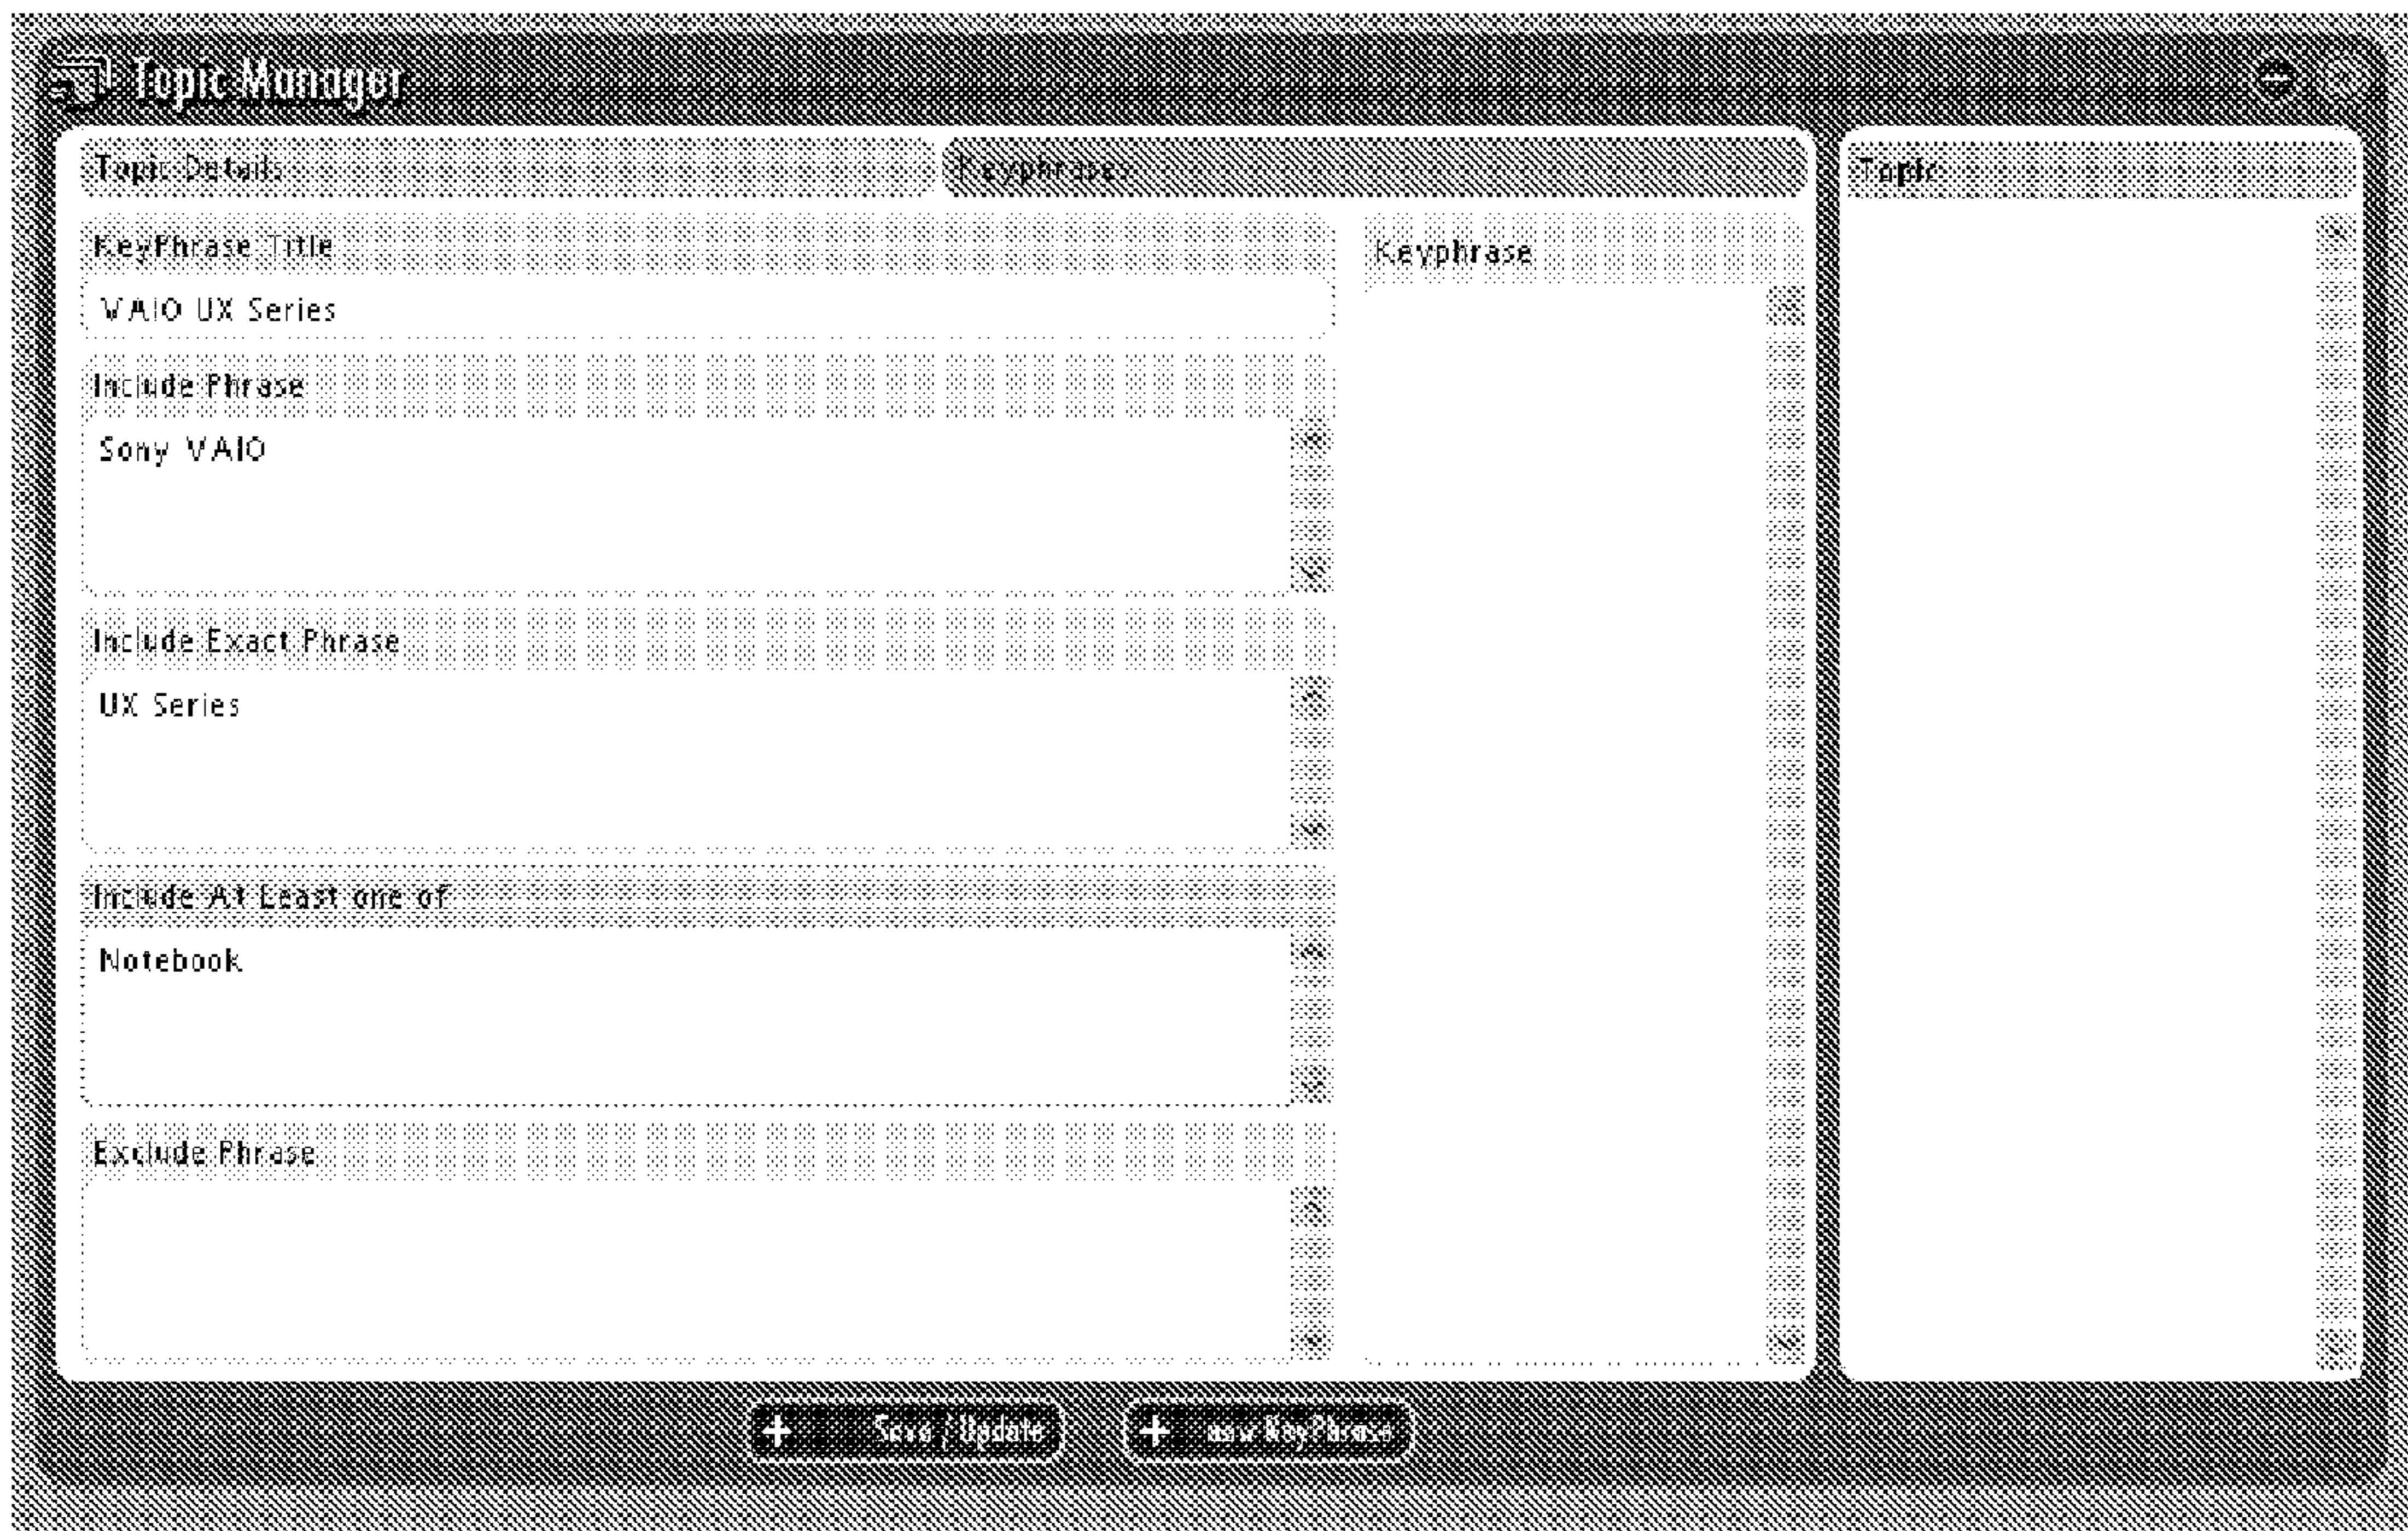 Topic Manager
Topic Details
Keyphrases
Topic
KeyPhrase Title
Keyphrase
VAIO UX Series
Include Phrase
Sony VAIO
Include Exact Phrase
UX Series
Include At Least one of
Notebook
Exclude Phrase
+ Save | Update
+ new KeyPhrase